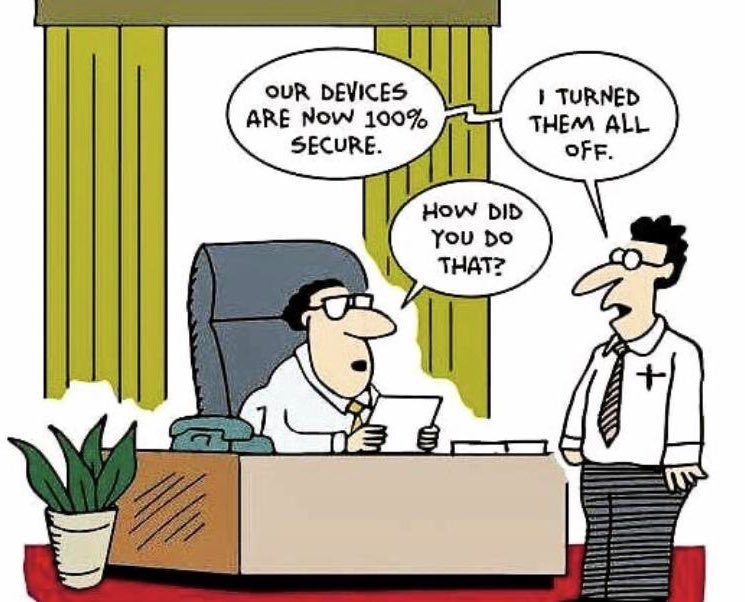 OUR DEVICES
ARE NOW 100%
SECURE.
HOW DID
YOU DO
THAT?
I TURNED
THEM ALL
OFF.